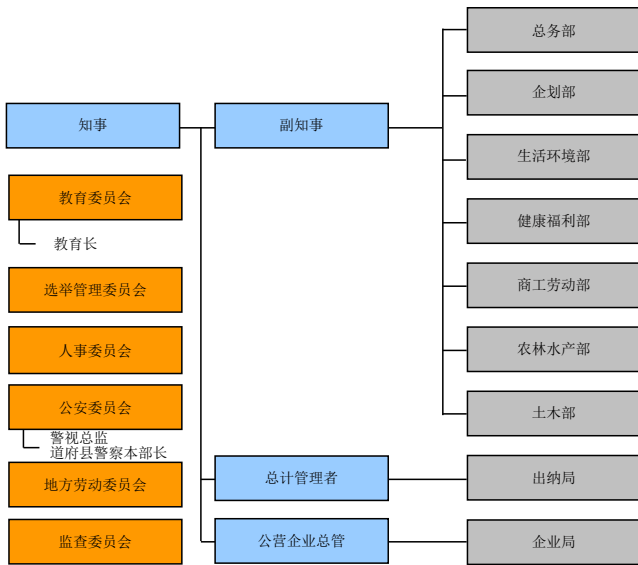 知事
教育委员会
教育长
选举管理委员会
人事委员会
公安委员会
警视总监
道府县警察本部长
地方劳动委员会
监查委员会
副知事
总计管理者
公营企业总管
总务部
企划部
生活环境部
健康福利部
商工劳动部
农林水产部
土木部
出纳局
企业局